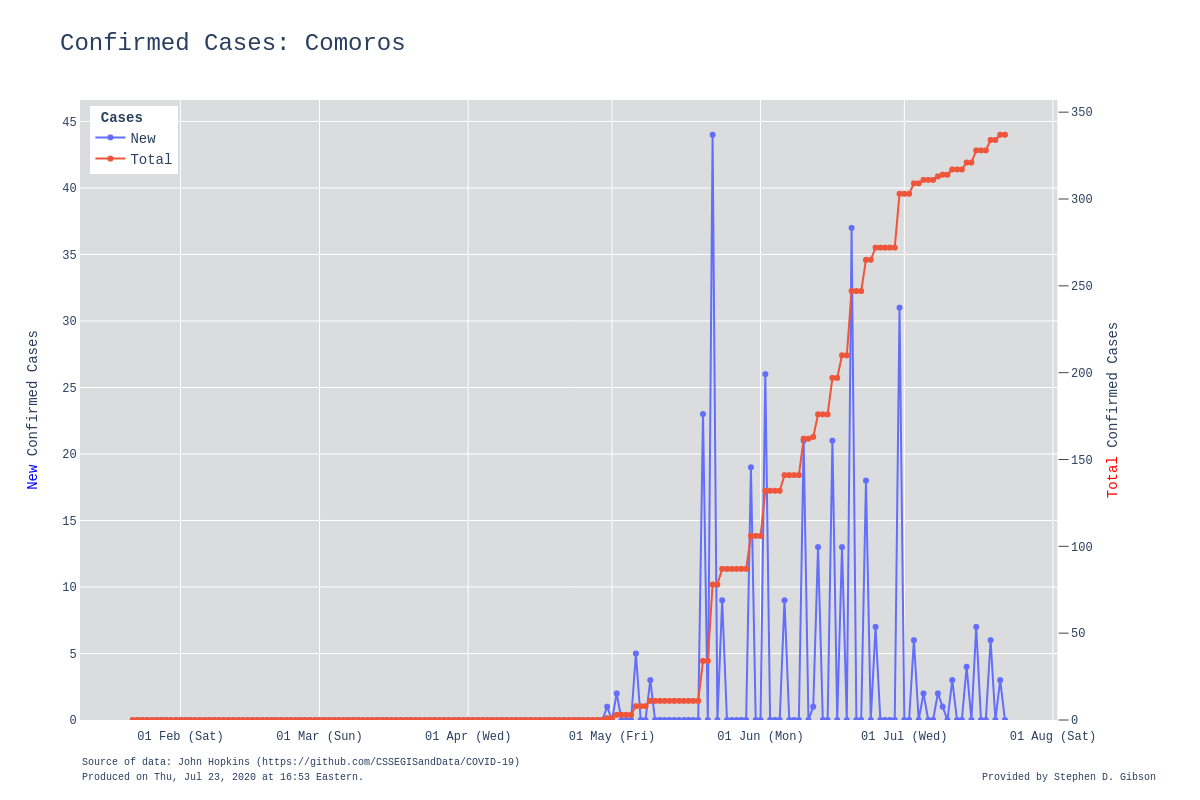 Confirmed Cases: Comoros
Cases
New
Total
45
40
35
30
25
20
15
10
5
0
New Confirmed Cases
350
300
250
200
150
100
50
0
Total Confirmed Cases
01 Feb (Sat)
01 Mar (Sun)
01 Apr (Wed)
01 May (Fri)
01 Jun (Mon)
01 Jul (Wed)
01 Aug (Sat)
Source of data: John Hopkins (https://github.com/CSSEGISandData/COVID-19)
Produced on Thu, Jul 23, 2020 at 16:53 Eastern.
Provided by Stephen D. Gibson